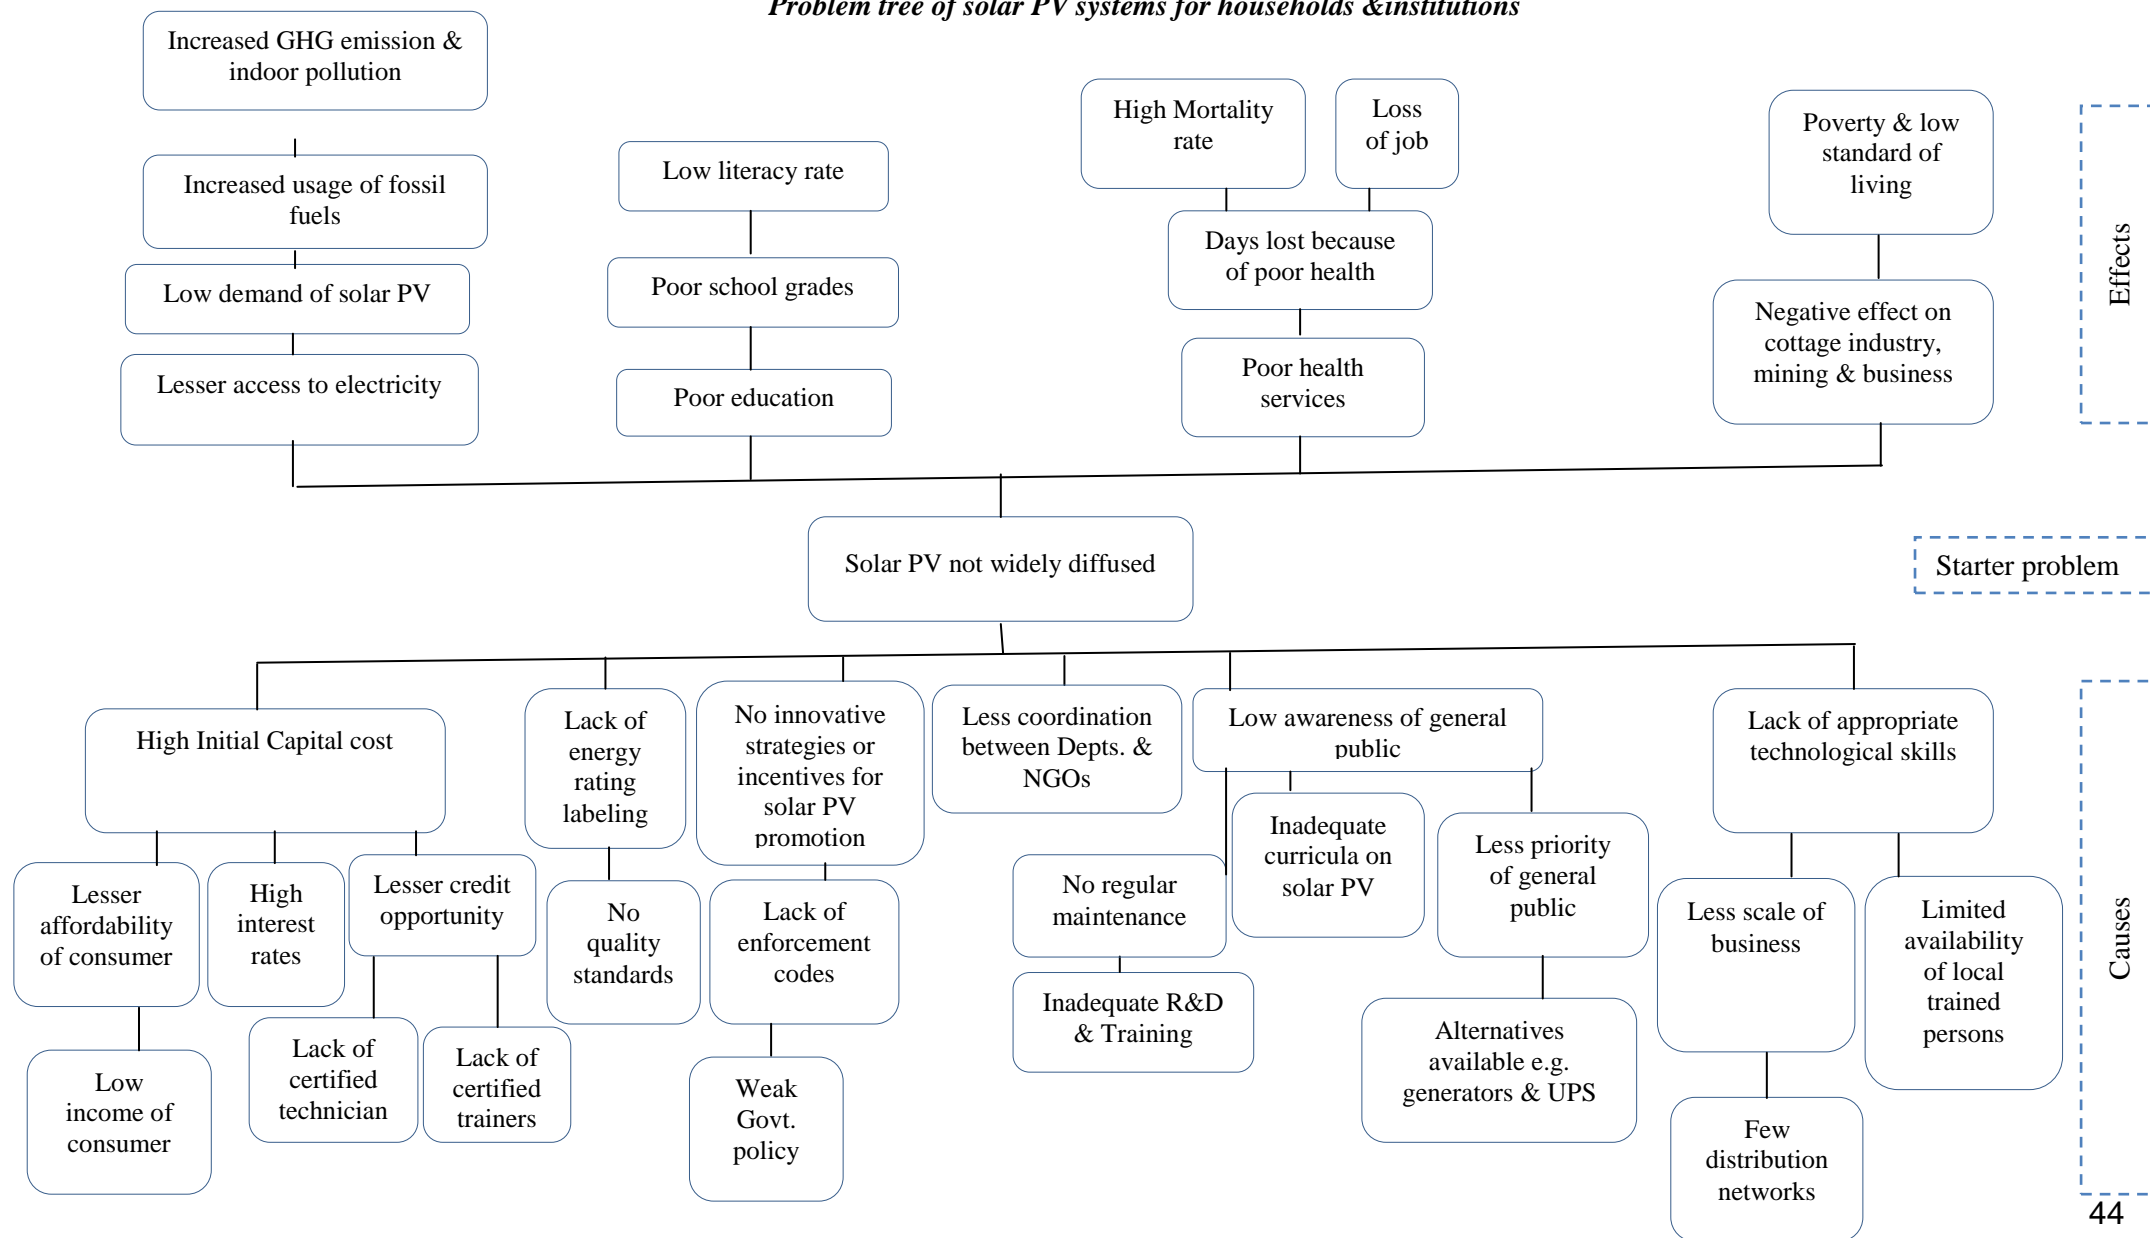 Problem tree of solar PV systems for households &institutions
Increased GHG emission &
indoor pollution
Increased usage of fossil
fuels
Low demand of solar PV
Lesser access to electricity
Low literacy rate
Poor school grades
Poor education
High Mortality
rate
Loss
of job
Days lost because
of poor health
Poor health
services
Poverty & low
standard of
living
Negative effect on
cottage industry,
mining & business
Effects
Solar PV not widely diffused
Starter problem
High Initial Capital cost
Lack of
energy
rating
labeling
No innovative
strategies or
incentives for
solar PV
promotion
Less coordination
between Depts. &
NGOs
Low awareness of general
public
Lack of appropriate
technological skills
Lesser
affordability
of consumer
High
interest
rates
Lesser credit
opportunity
No
quality
standards
Lack of
enforcement
codes
No regular
maintenance
Inadequate
curricula on
solar PV
Less priority
of general
public
Less scale of
business
Limited
availability
of local
trained
persons
Causes
Low
income of
consumer
Lack of
certified
technician
Lack of
certified
trainers
Weak
Govt.
policy
Inadequate R&D
& Training
Alternatives
available e.g.
generators & UPS
Few
distribution
networks
44